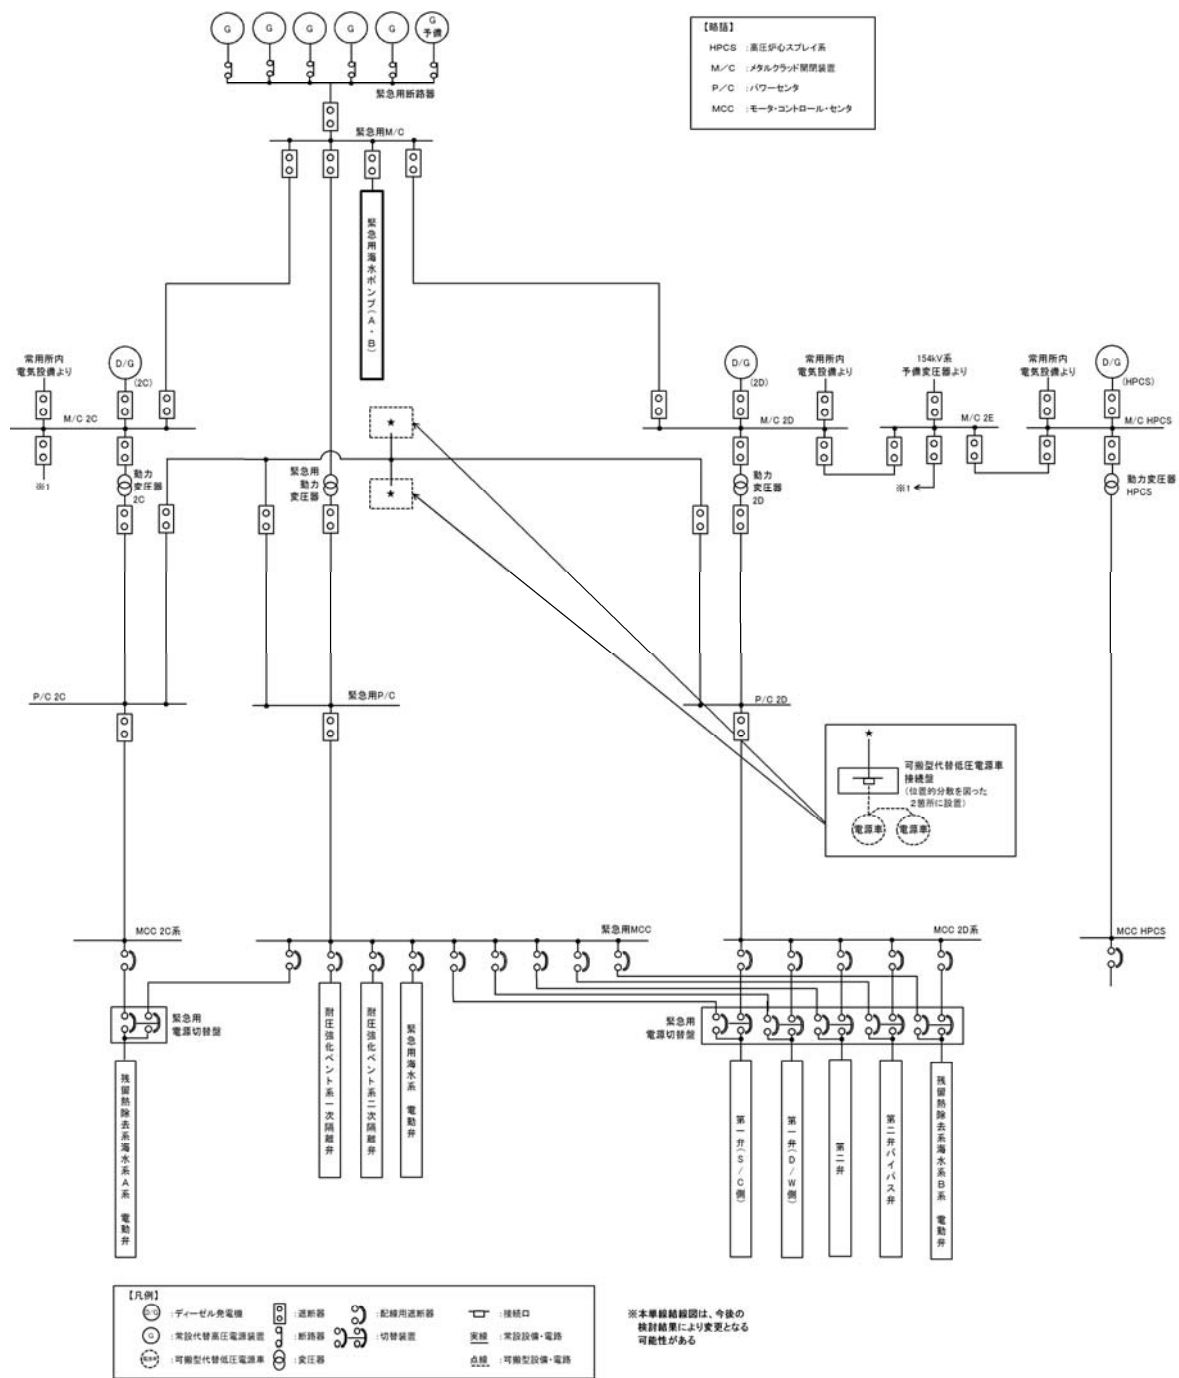 G
G
G
G
G
G
予備
緊急用断路器
緊急用M/C
【略語】
HPCS :高圧炉心スプレイ系
M/C :メタルクラッド開閉装置
P/C :パワーセンタ
MCC :モータ・コントロール・センタ
緊急用海水ポンプ(A・B)
常用所内
電気設備より
D/G
(2C)
M/C 2C
※1
動力
変圧器
2C
緊急用
動力
変圧器
★
★
D/G
(2D)
M/C 2D
動力
変圧器
2D
常用所内
電気設備より
154kV系
予備変圧器より
M/C 2E
※1
常用所内
電気設備より
D/G
(HPCS)
M/C HPCS
動力変圧器
HPCS
P/C 2C
緊急用P/C
P/C 2D
★
可搬型代替低圧電源車
接続盤
(位置的分散を図った
2箇所に設置)
電源車
電源車
MCC 2C系
緊急用MCC
MCC 2D系
MCC HPCS
緊急用
電源切替盤
緊急用
電源切替盤
残留熱除去系海水系A系 電動弁
耐圧強化ベント系一次隔離弁
耐圧強化ベント系二次隔離弁
緊急用海水系 電動弁
第一弁(S/C側)
第一弁(D/W側)
第二弁
第二弁バイパス弁
残留熱除去系海水系B系 電動弁
【凡例】
D/G :ディーゼル発電機
:遮断器
:配線用遮断器
:接続口
G :常設代替高圧電源装置
:断路器
:切替装置
実線 :常設設備・電路
電源車 :可搬型代替低圧電源車
:変圧器
点線 :可搬型設備・電路
※本単線結線図は、今後の
検討結果により変更となる
可能性がある